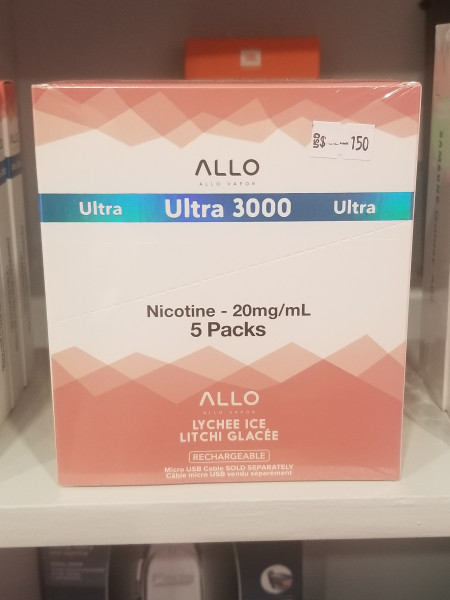 USD
$ - -- - 150
ALLO
ALLO VAPOR
Ultra Ultra 3000 Ultra
Nicotine - 20mg/mL
5 Packs
ALLO
ALLO VAPOR
LYCHEE ICE
LITCHI GLACÉE
RECHARGEABLE
Micro USB Cable SOLD SEPARATELY
Câble micro USB vendu séparément